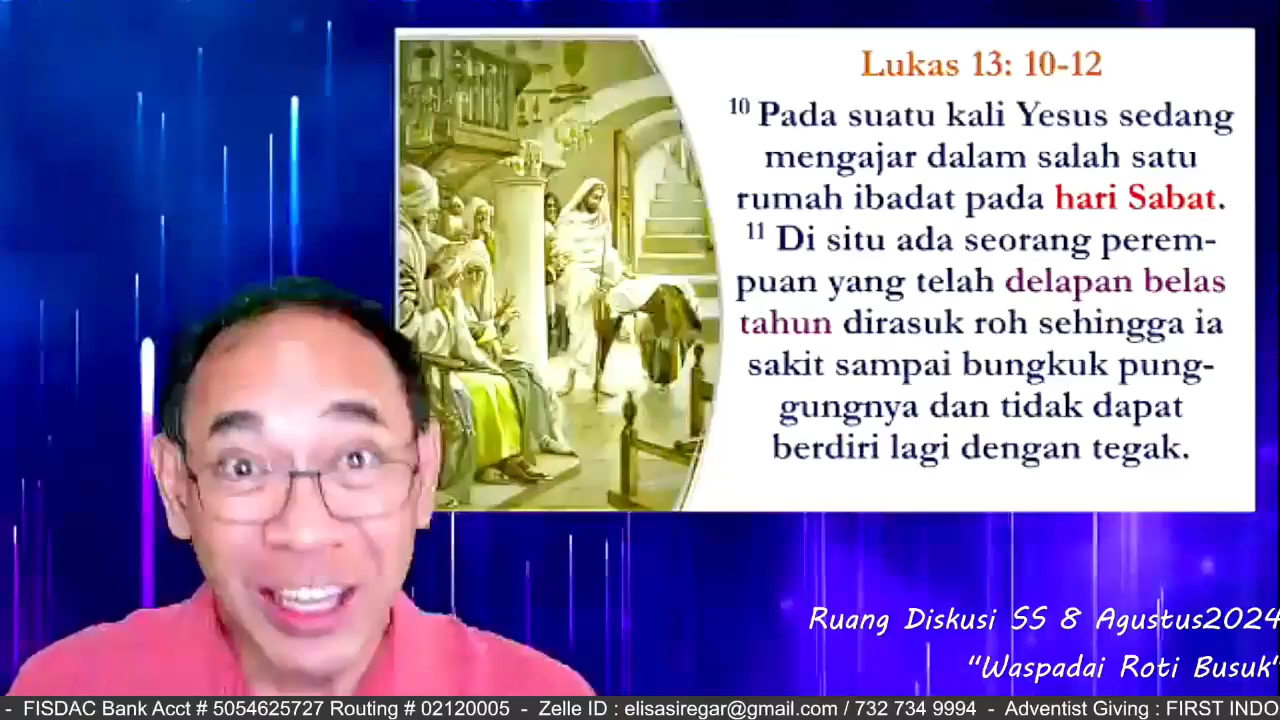 Lukas 13: 10-12
10 Pada suatu kali Yesus sedang
mengajar dalam salah satu
rumah ibadat pada hari Sabat.
11 Di situ ada seorang perem-
puan yang telah delapan belas
tahun dirasuk roh sehingga ia
sakit sampai bungkuk pung-
gungnya dan tidak dapat
berdiri lagi dengan tegak.
Ruang Diskusi SS 8 Agustus2024
"Waspadai Roti Busuk"
- FISDAC Bank Acct # 5054625727 Routing # 02120005 - Zelle ID : elisasiregar@gmail.com / 732 734 9994 - Adventist Giving : FIRST INDO